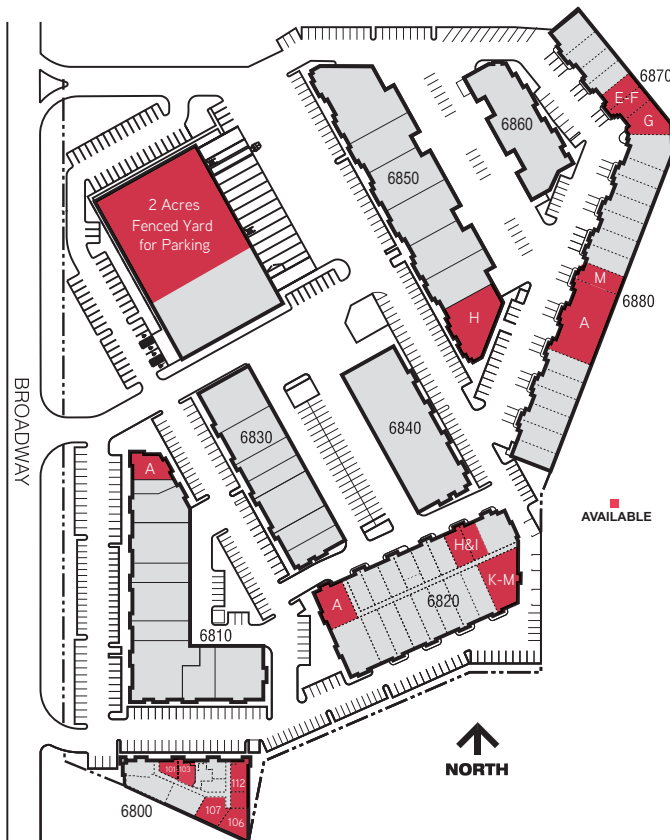 6870
E-F
G
6860
6850
2 Acres
Fenced Yard
for Parking
M
6880
A
H
BROADWAY
6830
6840
A
AVAILABLE
H&I
K-M
A
6820
6810
NORTH
101-103
112
107
106
6800